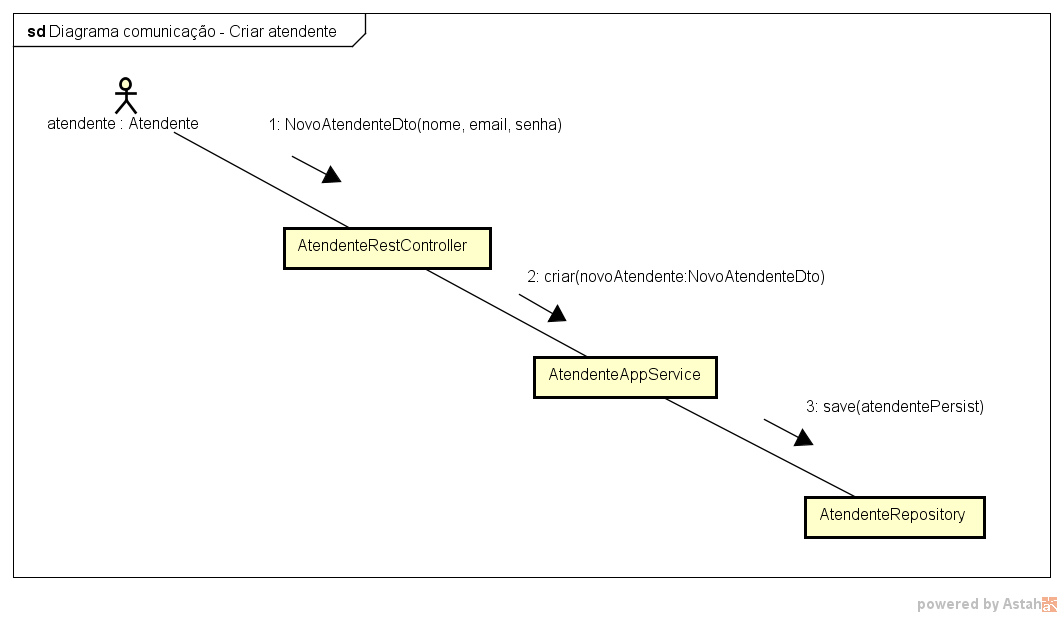 sd Diagrama comunicação - Criar atendente
atendente : Atendente
1: NovoAtendenteDto(nome, email, senha)
AtendenteRestController
2: criar(novoAtendente:NovoAtendenteDto)
AtendenteAppService
3: save(atendentePersist)
AtendenteRepository
powered by Astah